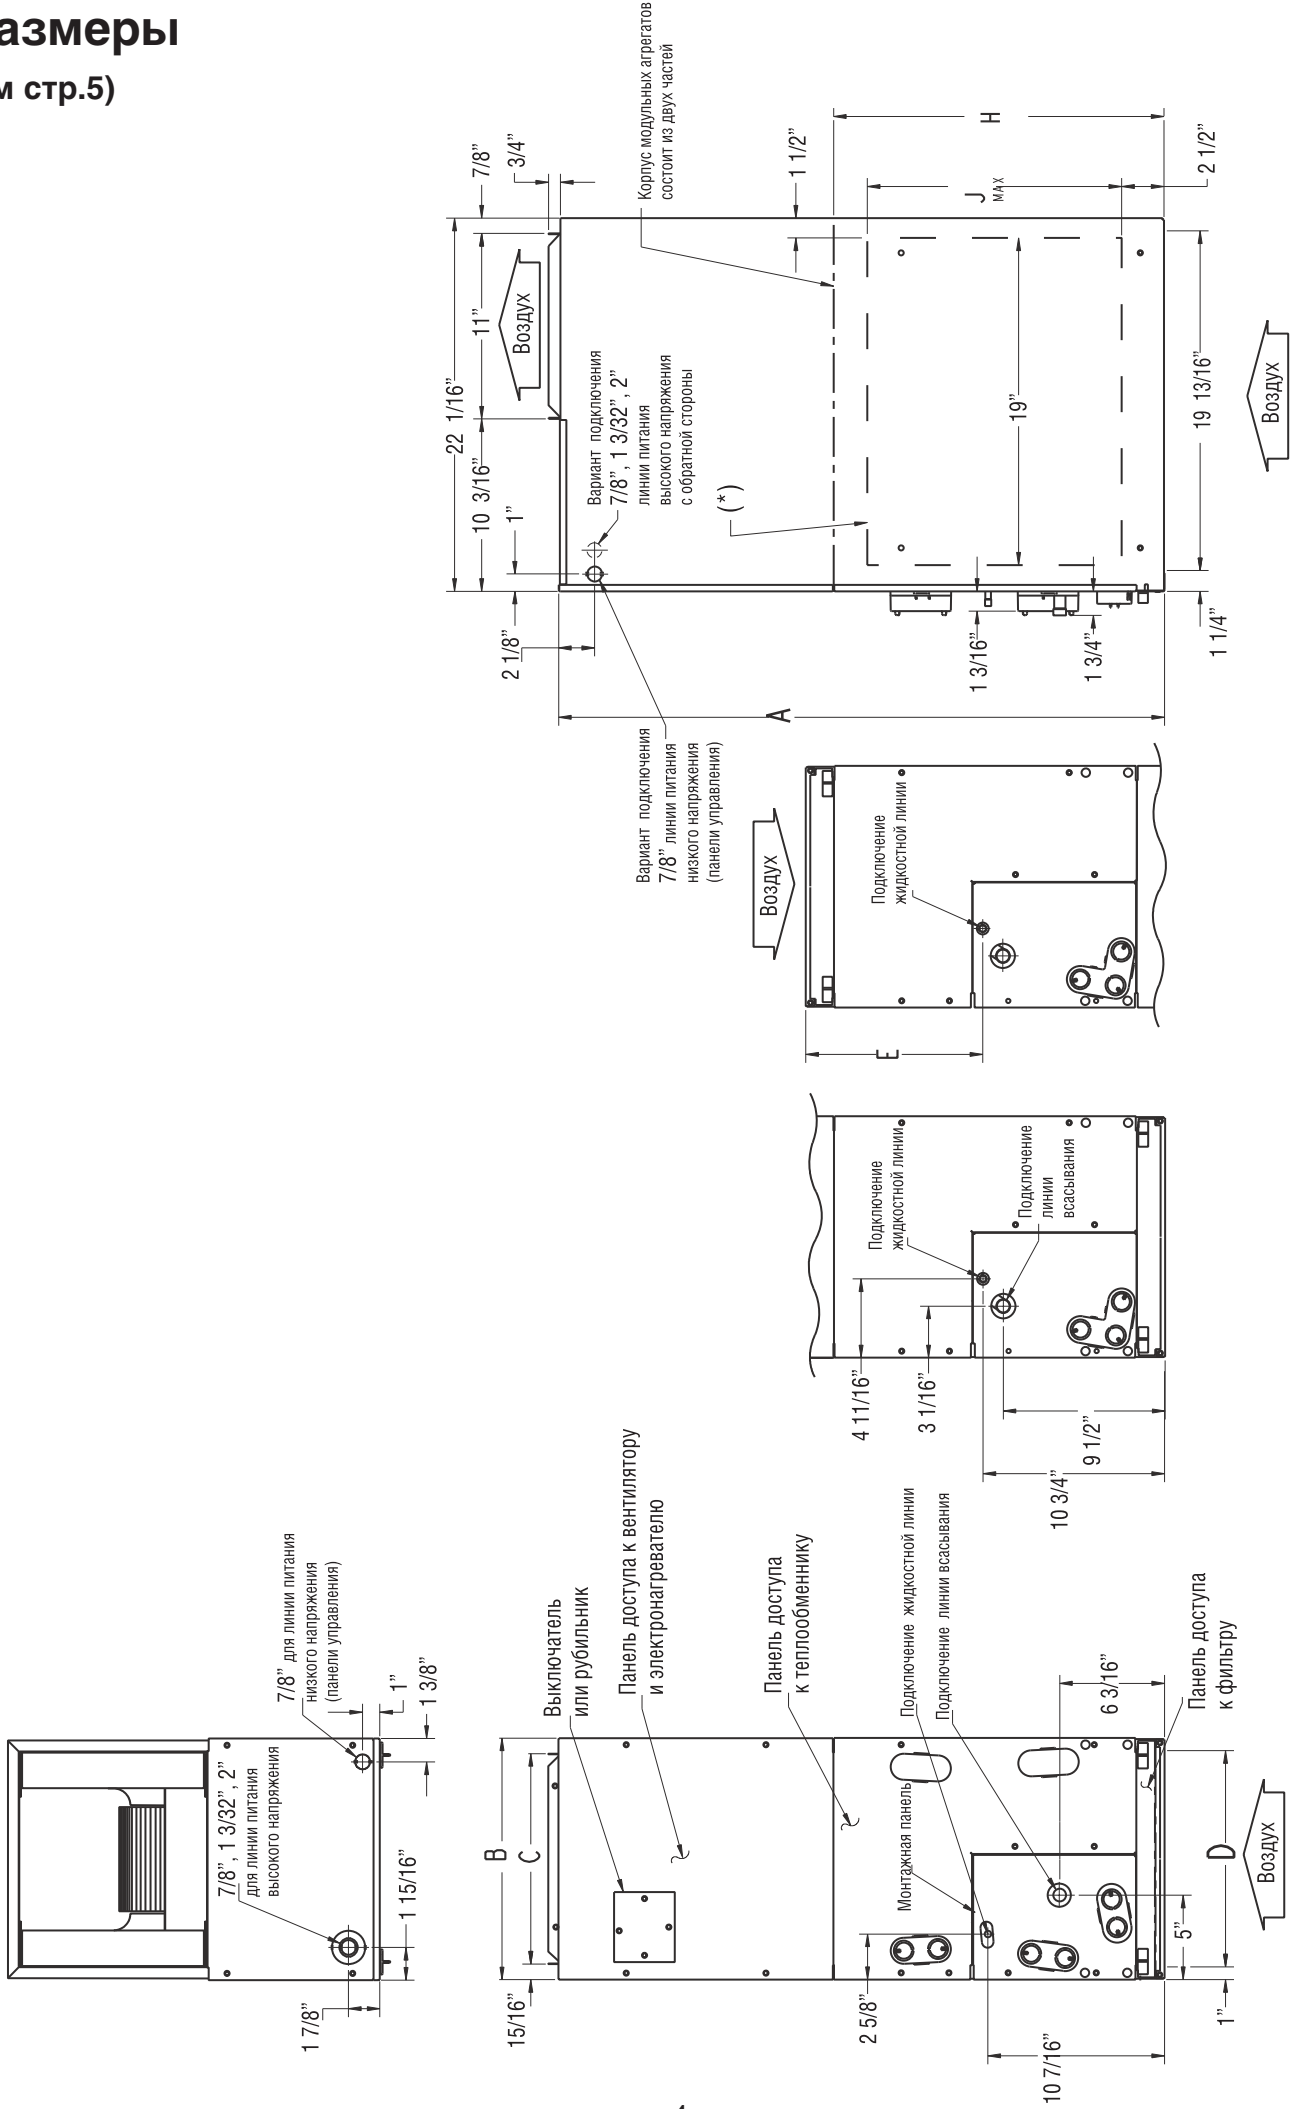 азмеры
м стр.5)
Корпус модульных агрегатов
состоит из двух частей
7/8”
3/4”
1 1/2”
H
J
MAX
2 1/2”
22 1/16”
11”
10 3/16”
1”
Воздух
Вариант подключения
7/8”, 1 3/32”, 2”
линии питания
высокого напряжения
с обратной стороны
(*)
19”
19 13/16”
Воздух
2 1/8”
1 3/16”
1 3/4”
1 1/4”
A
Вариант подключения
7/8” линии питания
низкого напряжения
(панели управления)
Воздух
Подключение
жидкостной линии
E
Подключение
жидкостной линии
Подключение
линии
всасывания
4 11/16”
3 1/16”
9 1/2”
10 3/4”
7/8” для линии питания
низкого напряжения
(панели управления)
1”
1 3/8”
7/8”, 1 3/32”, 2”
для линии питания
высокого напряжения
1 15/16”
1 7/8”
Выключатель
или рубильник
Панель доступа к вентилятору
и электронагревателю
Панель доступа
к теплообменнику
Подключение жидкостной линии
Подключение линии всасывания
Панель доступа
к фильтру
6 3/16”
B
C
Монтажная панель
D
Воздух
15/16”
2 5/8”
5”
1”
10 7/16”